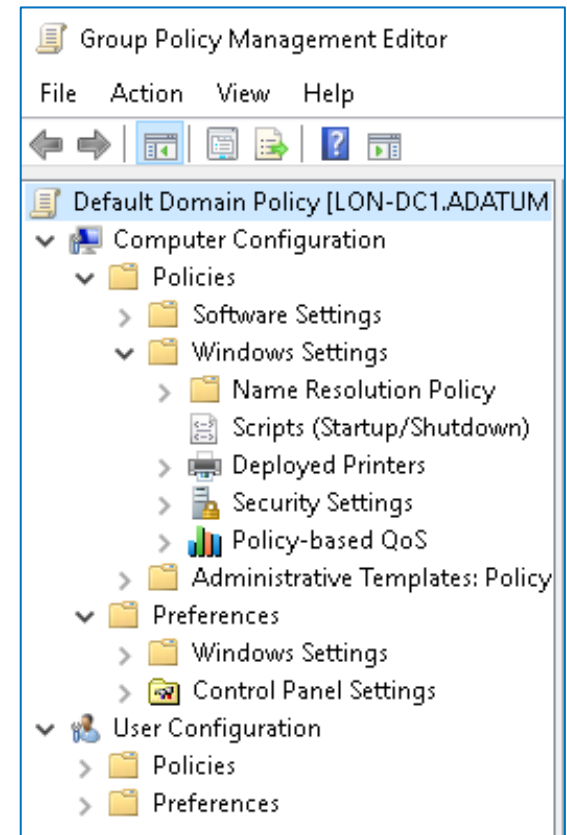 Group Policy Management Editor
File Action View Help
?
Default Domain Policy [LON-DC1.ADATUM
Computer Configuration
Policies
Software Settings
Windows Settings
Name Resolution Policy
Scripts (Startup/Shutdown)
Deployed Printers
Security Settings
Policy-based QoS
Administrative Templates: Policy
Preferences
Windows Settings
Control Panel Settings
User Configuration
Policies
Preferences